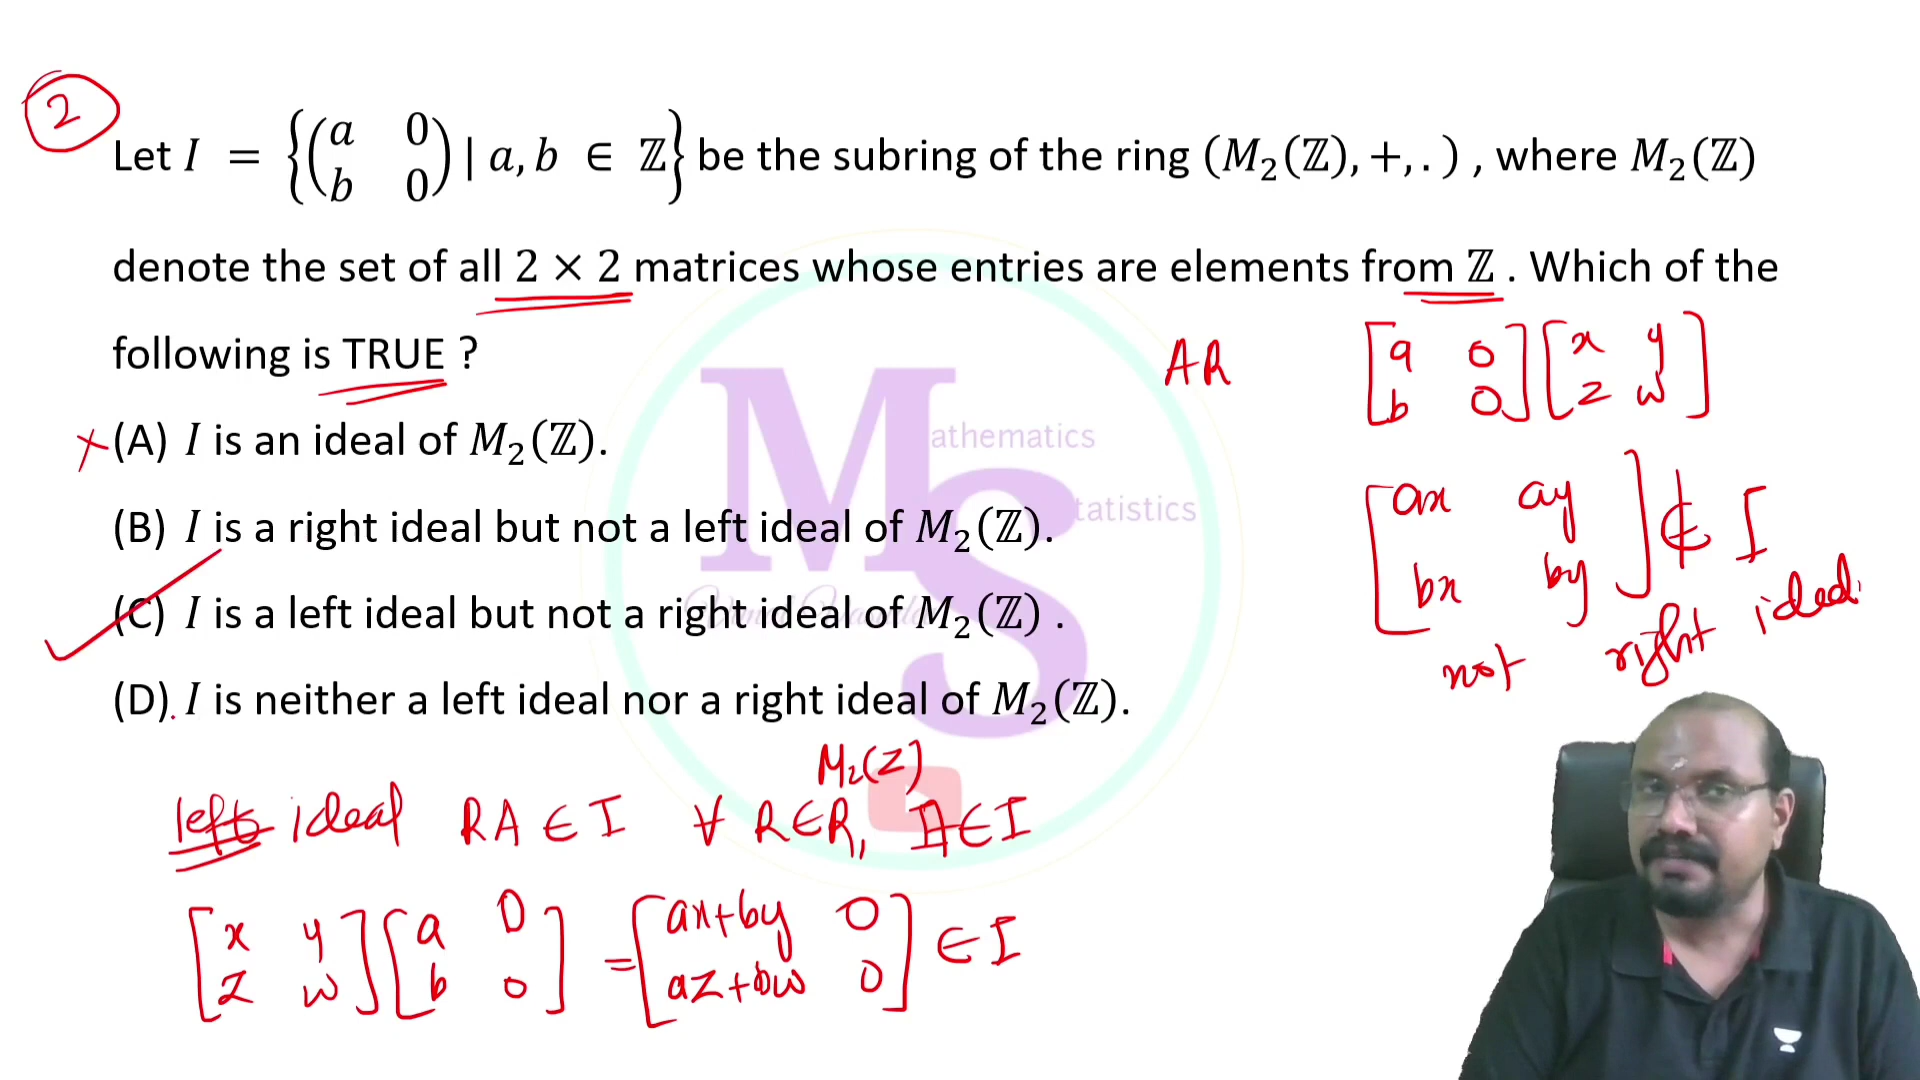 2
Let I = {(a 0 b 0) | a, b ∈ ℤ} be the subring of the ring (M₂(ℤ), +, . ) , where M₂(ℤ)
denote the set of all 2 × 2 matrices whose entries are elements from ℤ . Which of the
following is TRUE ?
AR [a 0 b 0] [x y z w]
×(A) I is an ideal of M₂(ℤ).
(B) I is a right ideal but not a left ideal of M₂(ℤ).
[ax ay bx by] ∉ I
(C) I is a left ideal but not a right ideal of M₂(ℤ) .
not right ideal.
(D). I is neither a left ideal nor a right ideal of M₂(ℤ).
Mathematics
Statistics
M₂(Z)
left ideal RA ∈ I ∀ R∈R, A∈I
[x y z w] [a 0 b 0] = [ax+by 0 az+bw 0] ∈ I